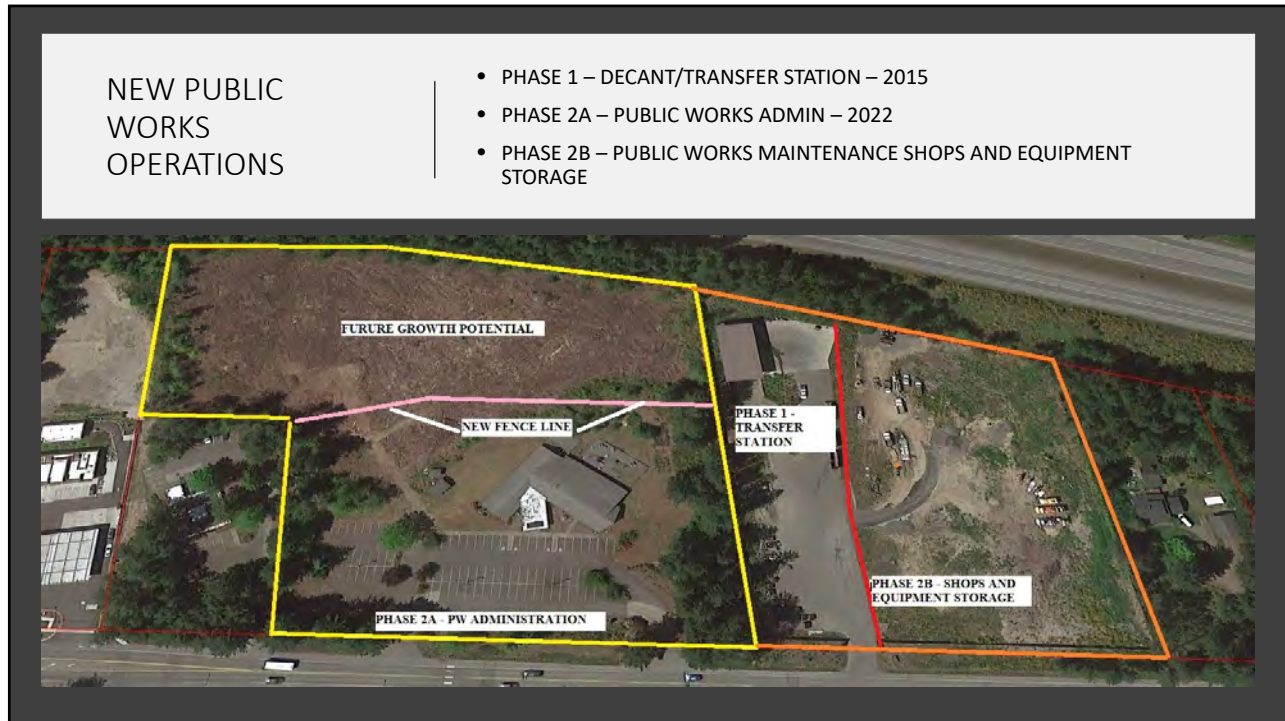 NEW PUBLIC
WORKS
OPERATIONS
• PHASE 1 – DECANT/TRANSFER STATION – 2015
• PHASE 2A – PUBLIC WORKS ADMIN – 2022
• PHASE 2B – PUBLIC WORKS MAINTENANCE SHOPS AND EQUIPMENT
STORAGE
FURURE GROWTH POTENTIAL
NEW FENCE LINE
PHASE 1 -
TRANSFER
STATION
PHASE 2B - SHOPS AND
EQUIPMENT STORAGE
PHASE 2A - PW ADMINISTRATION